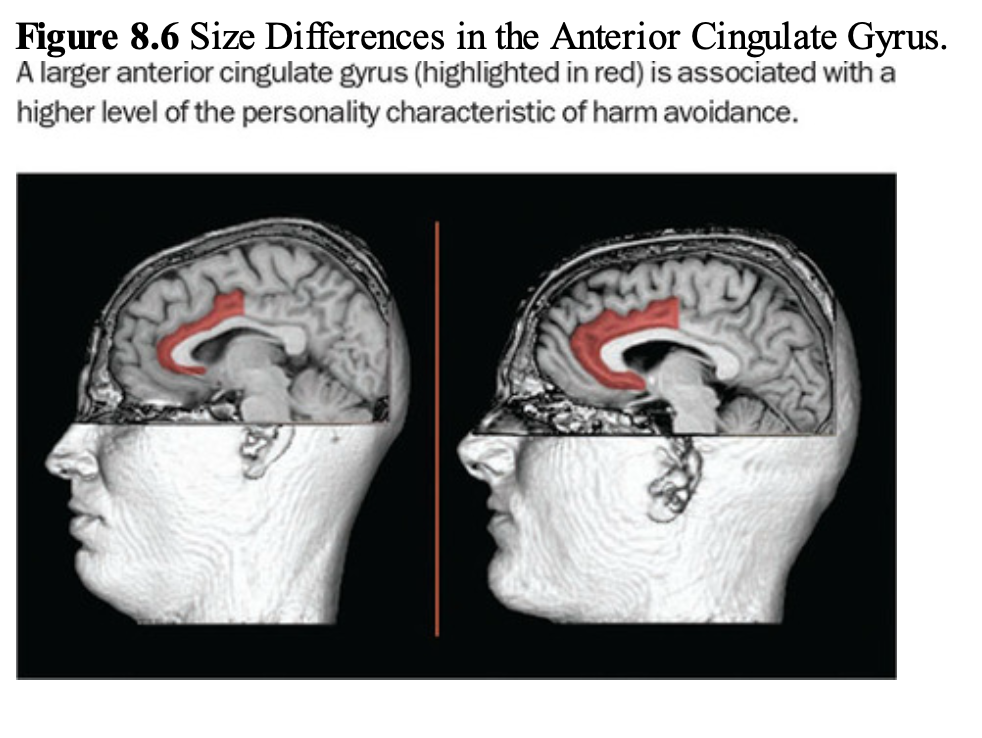 Figure 8.6 Size Differences in the Anterior Cingulate Gyrus.
A larger anterior cingulate gyrus (highlighted in red) is associated with a
higher level of the personality characteristic of harm avoidance.